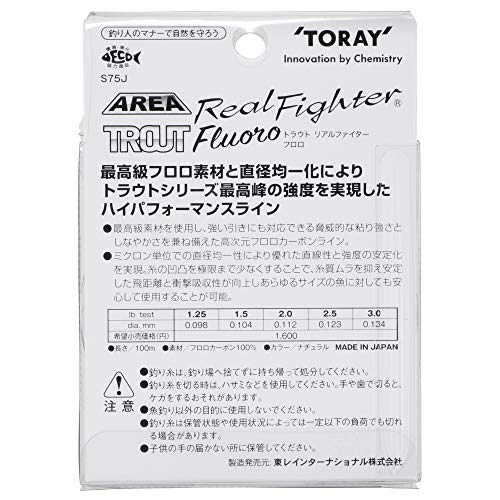 釣り人のマナーで自然を守ろう
環境・進化
ECO
協力商品
S75J
'TORAY'
Innovation by Chemistry
AREA
TROUT
Real Fighter®
Fluoro
トラウト リアルファイター
フロロ
最高級フロロ素材と直径均一化により
トラウトシリーズ最高峰の強度を実現した
ハイパフォーマンスライン
●最高級素材を使用し、強い引きにも対応できる脅威的な粘り強さと
しなやかさを兼ね備えた高次元フロロカーボンライン。
●ミクロン単位での直径均一性により優れた直線性と強度の安定化
を実現。糸の凹凸を極限まで少なくすることで、糸質ムラを抑え安定
した飛距離と衝撃吸収が向上しあらゆるサイズの魚に対しても安
心して使用することが可能。
lb. test 1.25 1.5 2.0 2.5 3.0
dia. mm 0.098 0.104 0.112 0.123 0.134
希望小売価格(円) 1,600
●長さ/100m ●素材/フロロカーボン100% ●カラー/ナチュラル MADE IN JAPAN
注意
●釣り糸は、釣り場へ捨てずに持ち帰って処分してください。
●釣り糸を切る時は、ハサミなどを使用してください。手や歯で切ると、
ケガをするおそれがあります。
●魚釣り以外の目的に使用しないでください。
●釣り糸は保管状態や使用状況によっては一定以下の負荷でも切れ
る場合があります。
●子供の手の届かない所に保管してください。
製造発売元:東レインターナショナル株式会社